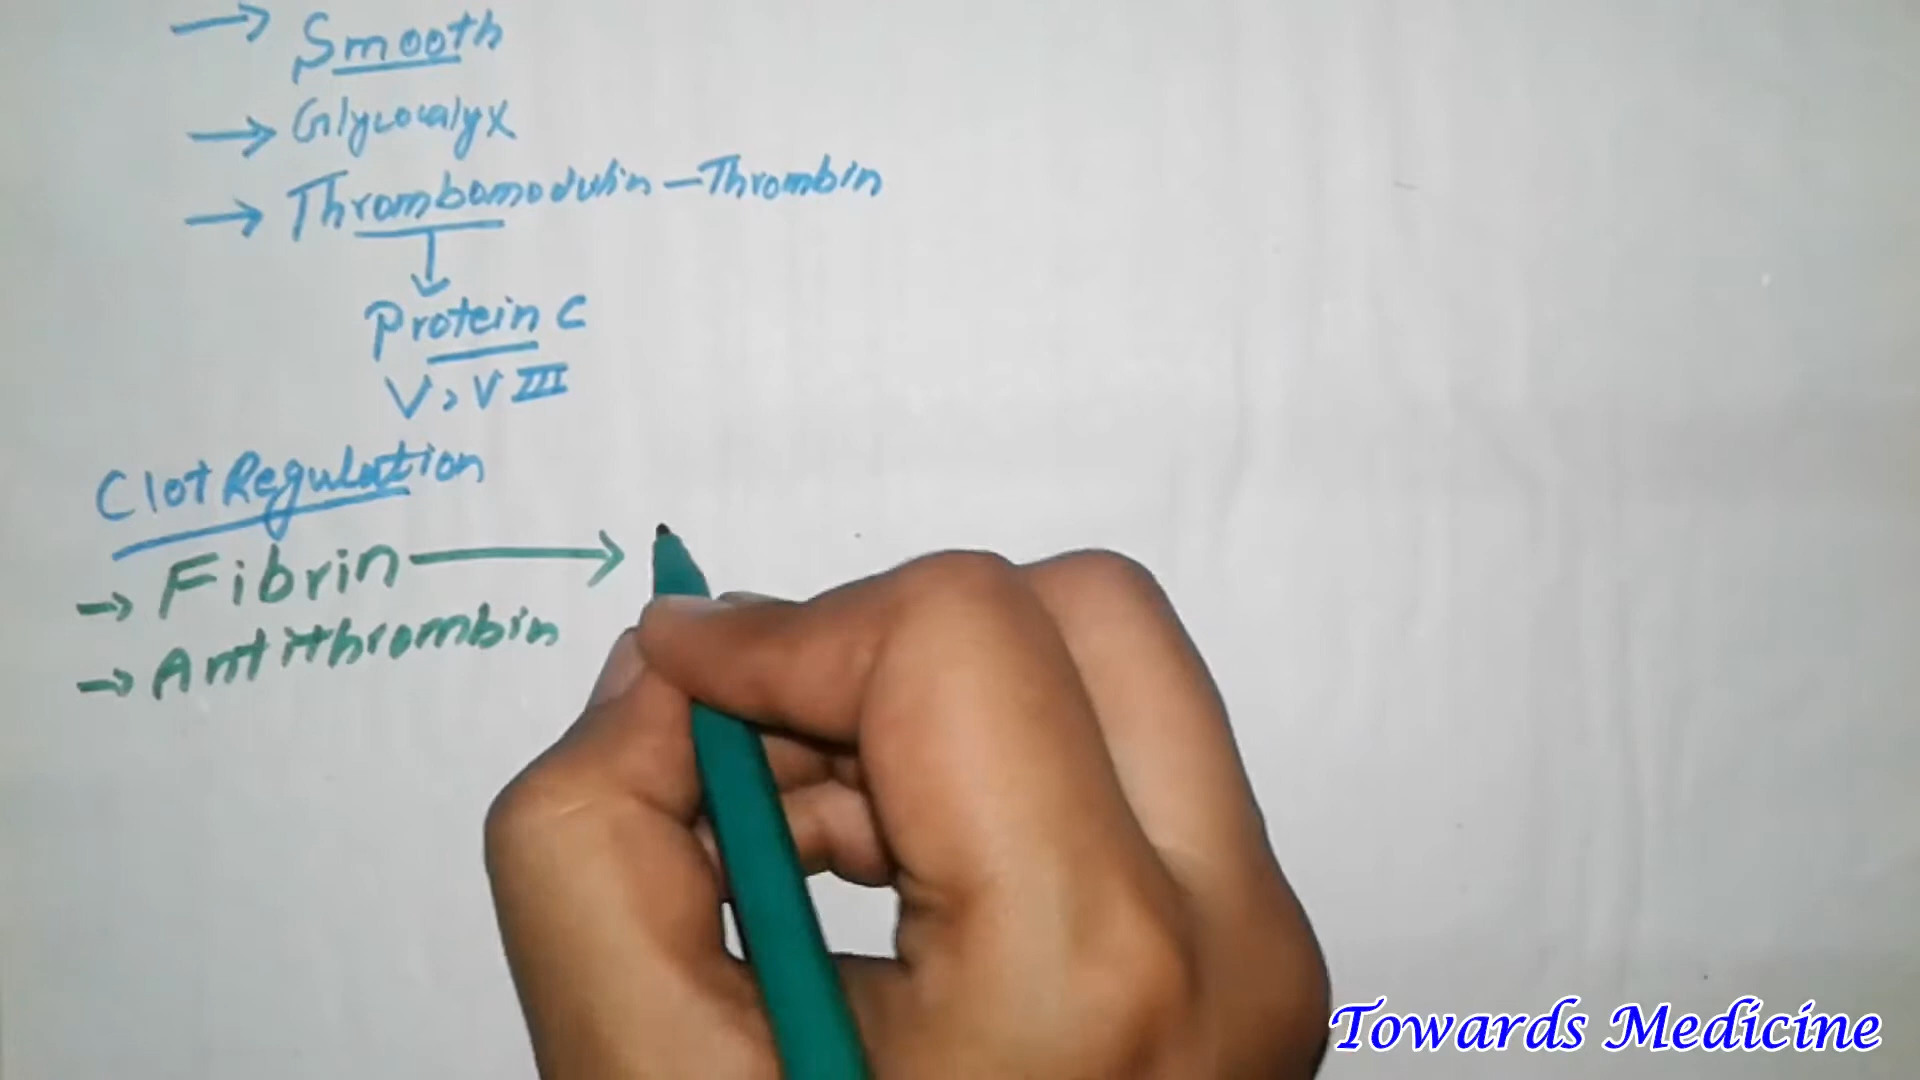 → Smooth
→ Glycocalyx
→ Thrombomodulin - Thrombin
↓
Protein C
V, VIII
Clot Regulation
→ Fibrin →
→ Antithrombin
Towards Medicine